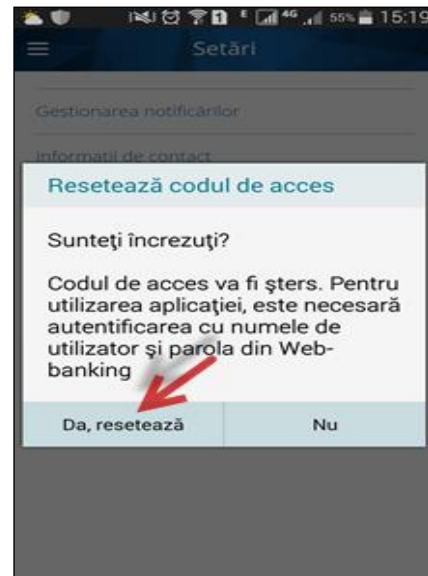 55% 15:19
Setări
Gestionarea notificărilor
Informații de contact
Resetează codul de acces
Sunteţi încrezuţi?
Codul de acces va fi şters. Pentru
utilizarea aplicaţiei, este necesară
autentificarea cu numele de
utilizator şi parola din Web-
banking
Da, resetează Nu